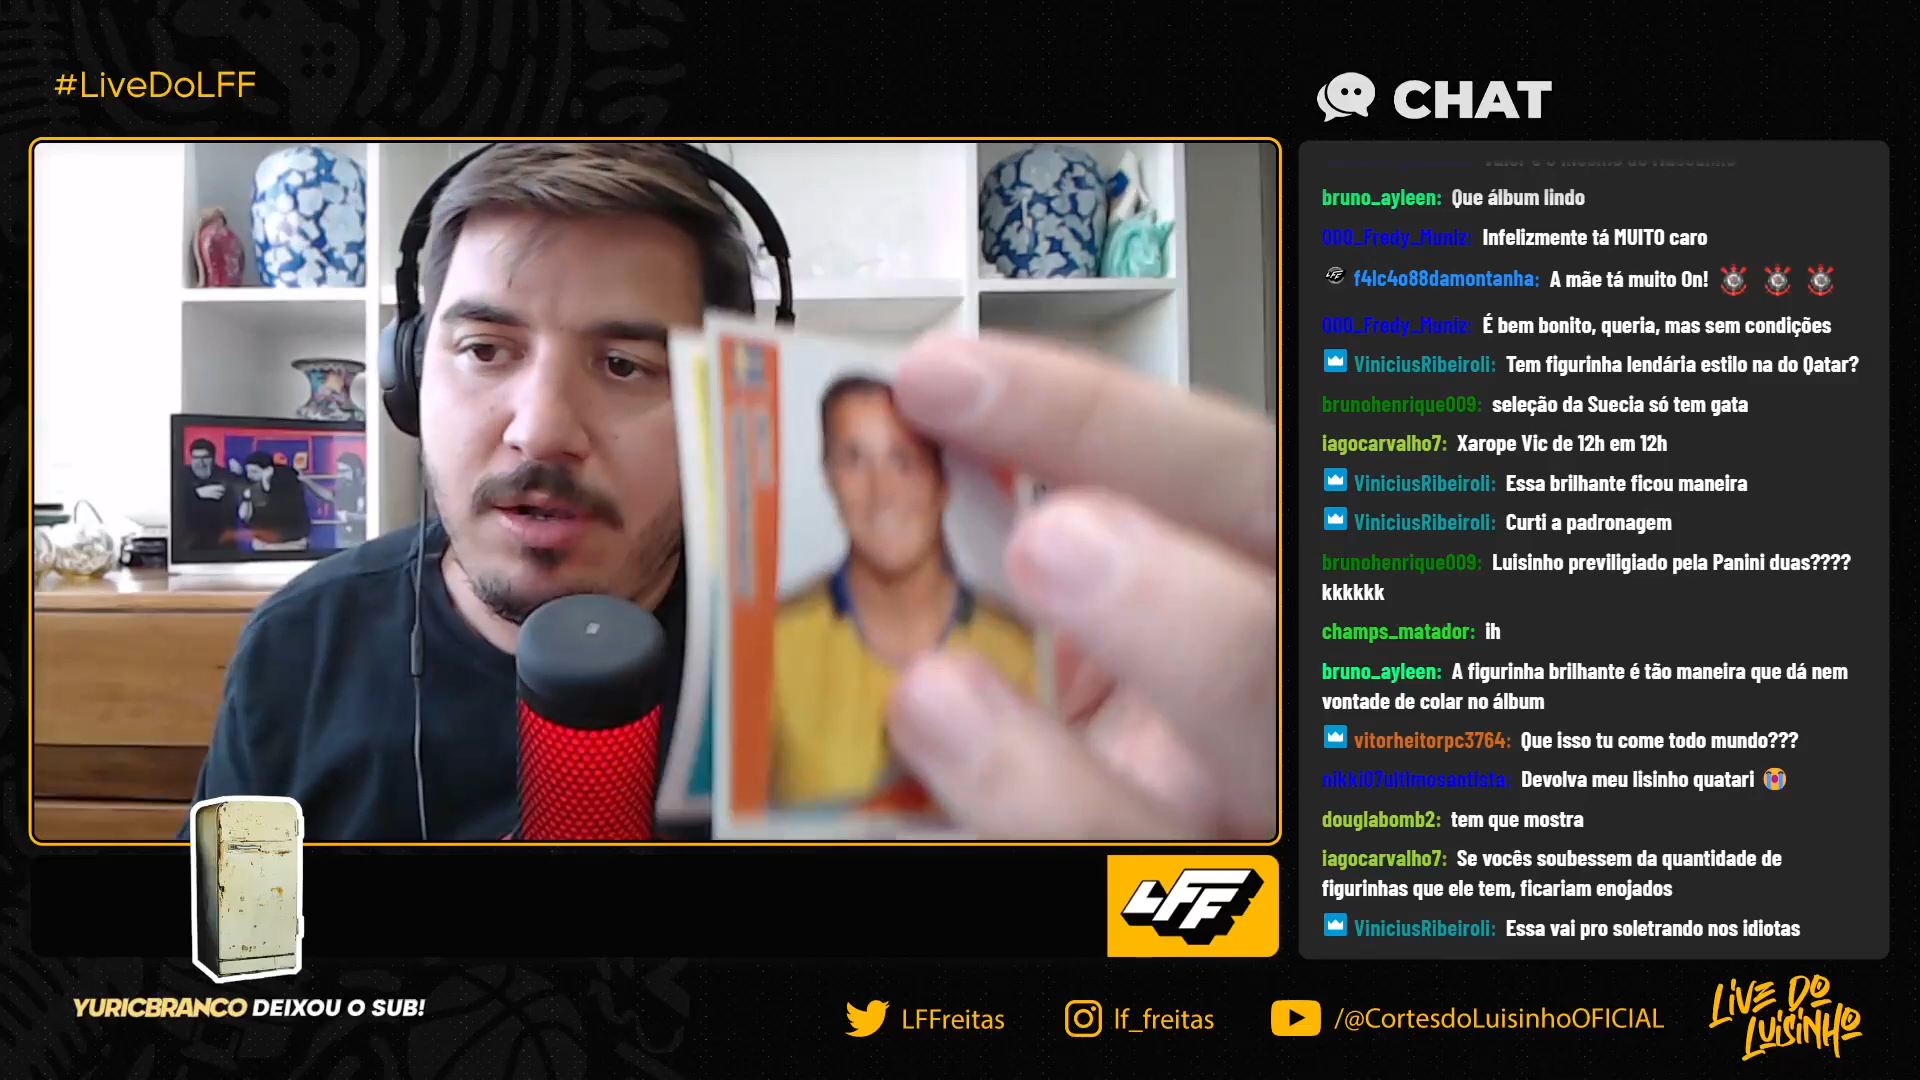 #LiveDoLFF
CHAT
bruno_ayleen: Que álbum lindo
000_Fredy_Muniz: Infelizmente tá MUITO caro
f4lc4o88damontanha: A mãe tá muito On!
000_Fredy_Muniz: É bem bonito, queria, mas sem condições
ViniciusRibeiroli: Tem figurinha lendária estilo na do Qatar?
brunohenrique009: seleção da Suecia só tem gata
iagocarvalho7: Xarope Vic de 12h em 12h
ViniciusRibeiroli: Essa brilhante ficou maneira
ViniciusRibeiroli: Curti a padronagem
brunohenrique009: Luisinho previligiado pela Panini duas????
kkkkkk
champs_matador: ih
bruno_ayleen: A figurinha brilhante é tão maneira que dá nem
vontade de colar no álbum
vitorheitorpc3764: Que isso tu come todo mundo???
nikki07ultimosantista: Devolva meu lisinho quatari 😭
douglabomb2: tem que mostra
iagocarvalho7: Se vocês soubessem da quantidade de
figurinhas que ele tem, ficariam enojados
ViniciusRibeiroli: Essa vai pro soletrando nos idiotas
LFF
YURICBRANCO DEIXOU O SUB!
LFFreitas
lf_freitas
/@CortesdoLuisinhoOFICIAL
LIVE DO
LUISINHO